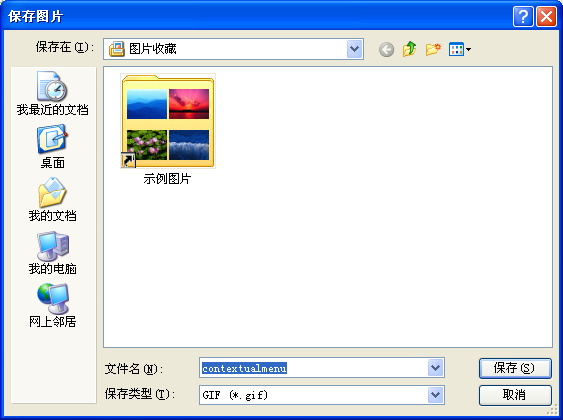 保存图片
保存在(I):
图片收藏
我最近的文档
桌面
我的文档
我的电脑
网上邻居
示例图片
文件名(N):
contextualmenu
保存(S)
保存类型(T):
GIF (*.gif)
取消